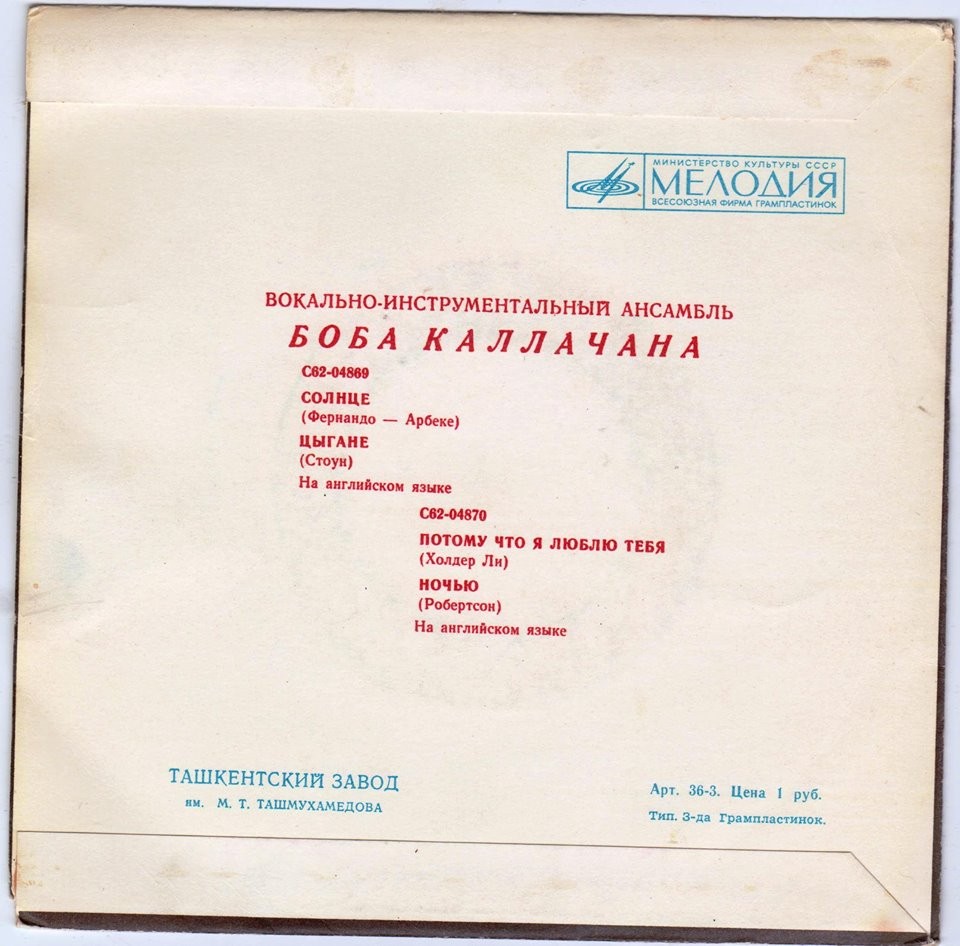 МИНИСТЕРСТВО КУЛЬТУРЫ СССР
МЕЛОДИЯ
ВСЕСОЮЗНАЯ ФИРМА ГРАМПЛАСТИНОК
ВОКАЛЬНО-ИНСТРУМЕНТАЛЬНЫЙ АНСАМБЛЬ
БОБА КАЛЛАЧАНА
С62-04869
СОЛНЦЕ
(Фернандо — Арбеке)
ЦЫГАНЕ
(Стоун)
На английском языке
С62-04870
ПОТОМУ ЧТО Я ЛЮБЛЮ ТЕБЯ
(Холдер Ли)
НОЧЬЮ
(Робертсон)
На английском языке
ТАШКЕНТСКИЙ ЗАВОД
им. М. Т. ТАШМУХАМЕДОВА
Арт. 36-3. Цена 1 руб.
Тип. З-да Грампластинок.